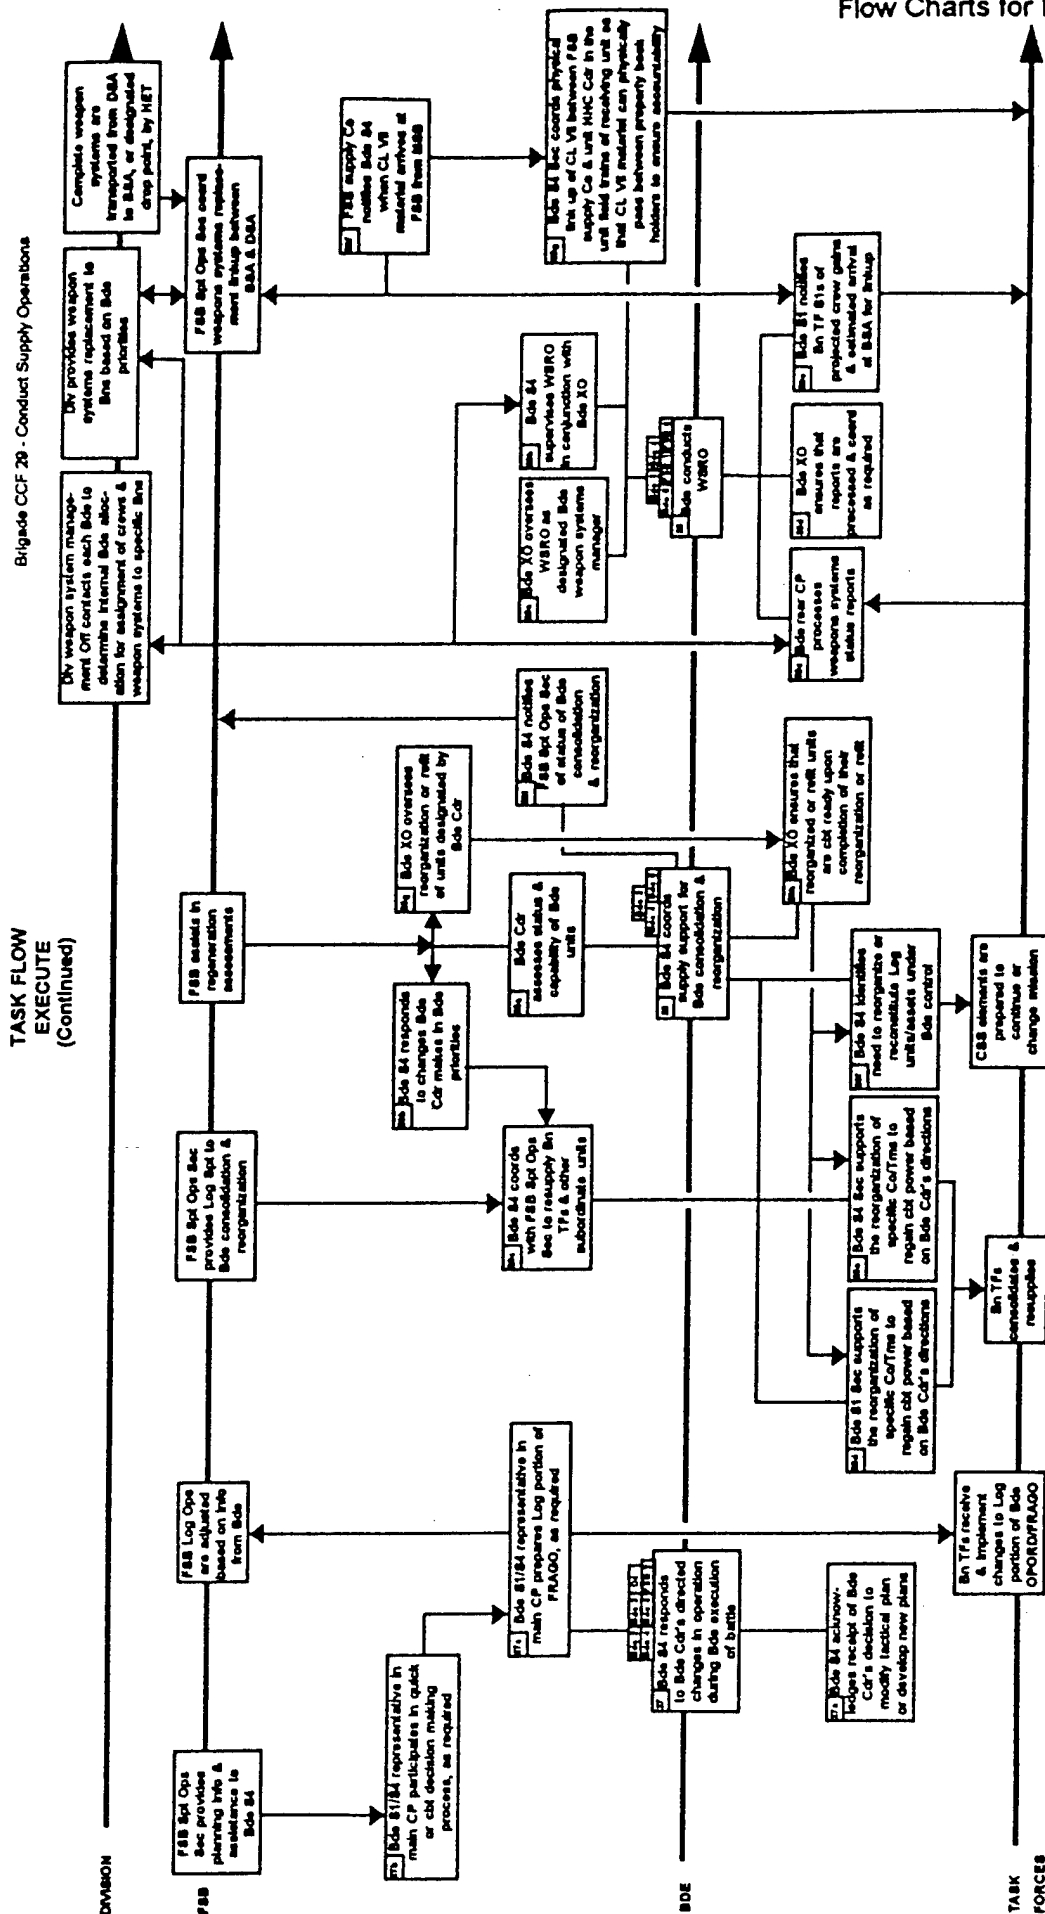 Flow Charts for
Brigade CCF 29 - Conduct Supply Operations
TASK FLOW
EXECUTE
(Continued)
DIVISION
Div weapon system manage-
ment Off contacts each Bde to
determine internal Bde alloc-
ation for assignment of crews &
weapon systems to specific Bns
Div provides weapon
systems replacement to
Bns based on Bde
priorities
Complete weapon
systems are
transported from DSA
to BSA, or designated
drop point, by HET
FSB
FSB Spt Ops
Sec provides
planning info &
assistance to
Bde S4
FSB Log Ops
are adjusted
based on info
from Bde
FSB Spt Ops Sec
provides Log Spt to
Bde consolidation &
reorganization
FSB assists in
regeneration
assessments
FSB Spt Ops Sec coord
weapons systems replace-
ment linkup between
BSA & DSA
Bde S1/S4 representative in
main CP participates in quick
or cbt decision making
process, as required
Bde S4 responds
to changes Bde
Cdr makes in Bde
priorities
Bde XO oversees
reorganization or refit
of units designated by
Bde Cdr
FSB supply Co
notifies Bde S4
when CL VII
material arrives at
FSB from MSB
Bde S1/S4 representative in
main CP prepares Log portion of
FRAGO, as required
Bde S4 coords
with FSB Spt Ops
Sec to resupply Bn
TFs & other
subordinate units
Bde Cdr
assesses status &
capability of Bde
units
Bde S4 notifies
FSB Spt Ops Sec
of status of Bde
consolidation
& reorganization
Bde XO oversees
WSRO as
designated Bde
weapon systems
manager
Bde S4
supervises WSRO
in conjunction with
Bde XO
Bde S4 Sec coords physical
link up of CL VII between FSB
supply Co & unit HHC Cdr in the
unit field trains of receiving unit so
that CL VII material can physically
pass between property book
holders to ensure accountability
BDE
37 Bde S4 responds
to Bde Cdr's directed
changes in operation
during Bde execution
of battle
Bde S4 coords
supply support for
Bde consolidation &
reorganization
Bde conducts
WSRO
37a Bde S4 acknow-
ledges receipt of Bde
Cdr's decision to
modify tactical plan
or develop new plans
Bde S1 Sec supports
the reorganization of
specific Co/Tms to
regain cbt power based
on Bde Cdr's directions
Bde S4 Sec supports
the reorganization of
specific Co/Tms to
regain cbt power based
on Bde Cdr's directions
Bde S4 identifies
need to reorganize or
reconstitute Log
units/assets under
Bde control
Bde XO ensures that
reorganized or refit units
are cbt ready upon
completion of their
reorganization or refit
Bde rear CP
processes
weapons systems
status reports
Bde XO
ensures that
reports are
processed & coord
as required
Bde S1 notifies
Bn TF S1s of
projected crew gains
& estimated arrival
at BSA for linkup
TASK
FORCES
Bn TFs receive
& implement
changes to Log
portion of Bde
OPORD/FRAGO
Bn TFs
consolidates &
resupplies
CSS elements are
prepared to
continue or
change mission